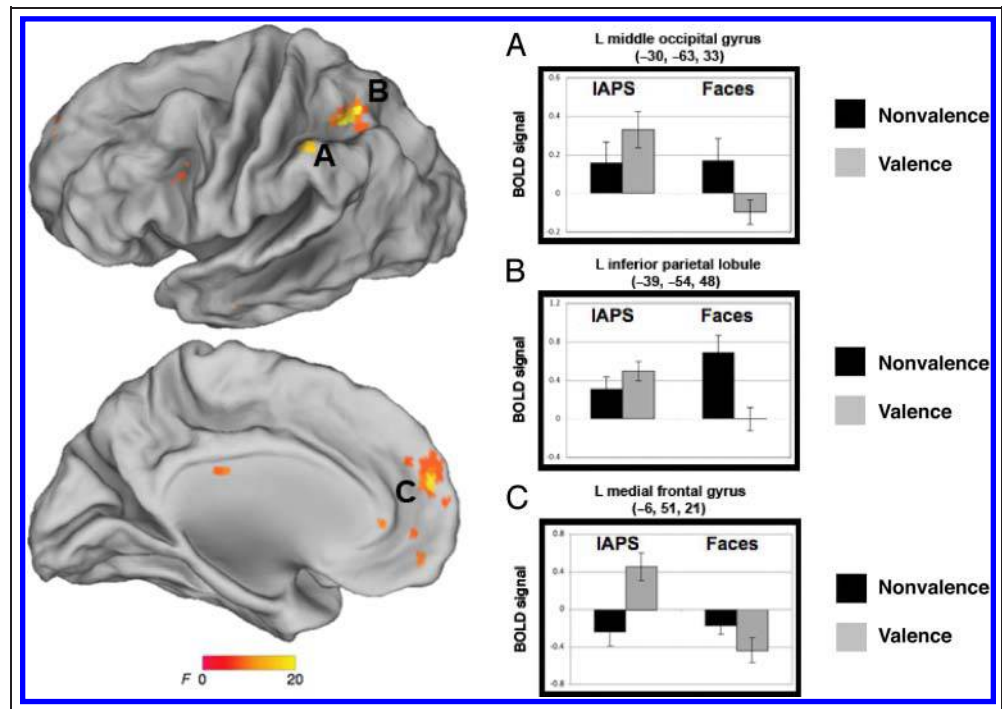 B
A
C
F 0 20
A
L middle occipital gyrus
(–30, –63, 33)
0.6
0.4
0.2
0
0.2
BOLD signal
IAPS Faces
Nonvalence
Valence
B
L inferior parietal lobule
(–39, –54, 48)
1.2
0.8
0.4
0
0.4
BOLD signal
IAPS Faces
Nonvalence
Valence
C
L medial frontal gyrus
(–6, 51, 21)
0.8
0.4
0
-0.4
-0.8
BOLD signal
IAPS Faces
Nonvalence
Valence